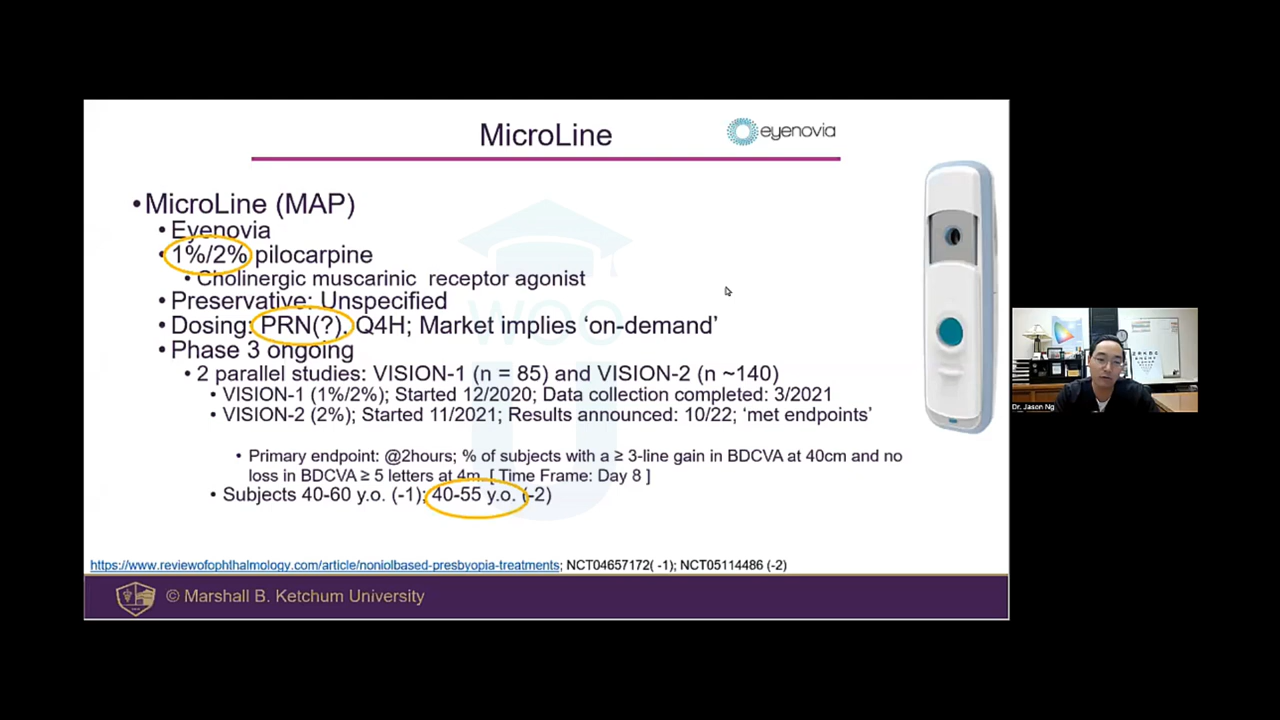 MicroLine
eyenovia
•MicroLine (MAP)
•Eyenovia
•1%/2% pilocarpine
•Cholinergic muscarinic receptor agonist
•Preservative: Unspecified
•Dosing: PRN(?), Q4H; Market implies ‘on-demand’
•Phase 3 ongoing
•2 parallel studies: VISION-1 (n = 85) and VISION-2 (n ~140)
•VISION-1 (1%/2%); Started 12/2020; Data collection completed: 3/2021
•VISION-2 (2%); Started 11/2021; Results announced: 10/22; ‘met endpoints’
•Primary endpoint: @2hours; % of subjects with a ≥ 3-line gain in BDCVA at 40cm and no
loss in BDCVA ≥ 5 letters at 4m. [ Time Frame: Day 8 ]
•Subjects 40-60 y.o. (-1); 40-55 y.o. (-2)
WOO
U
https://www.reviewofophthalmology.com/article/noniolbased-presbyopia-treatments; NCT04657172( -1); NCT05114486 (-2)
© Marshall B. Ketchum University
Dr. Jason Ng